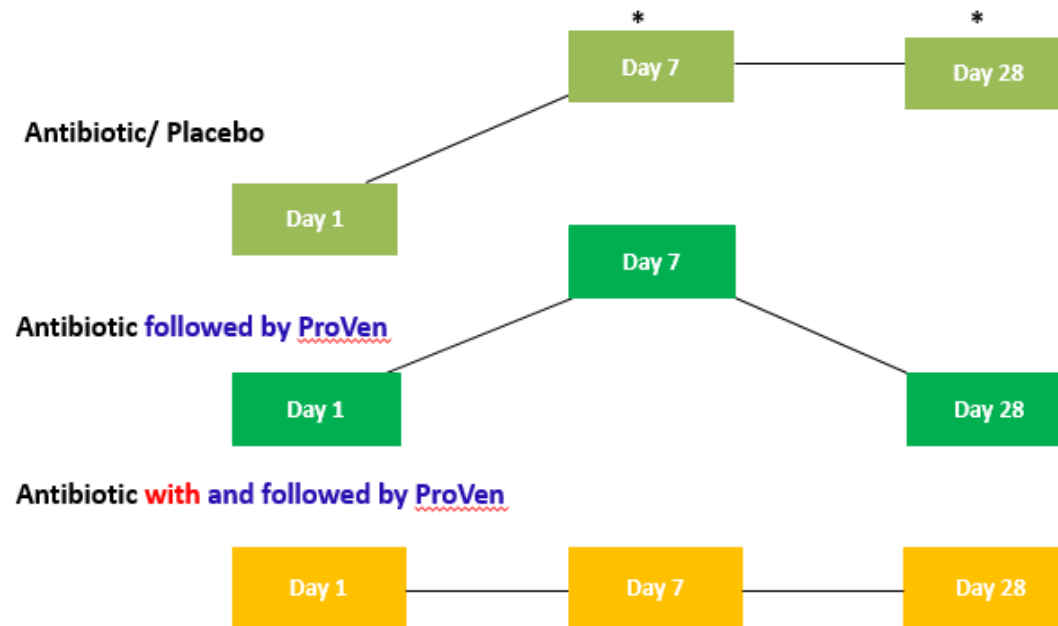 * *
Day 7 Day 28
Antibiotic/ Placebo
Day 1
Day 7
Antibiotic followed by ProVen
Day 1 Day 28
Antibiotic with and followed by ProVen
Day 1 Day 7 Day 28